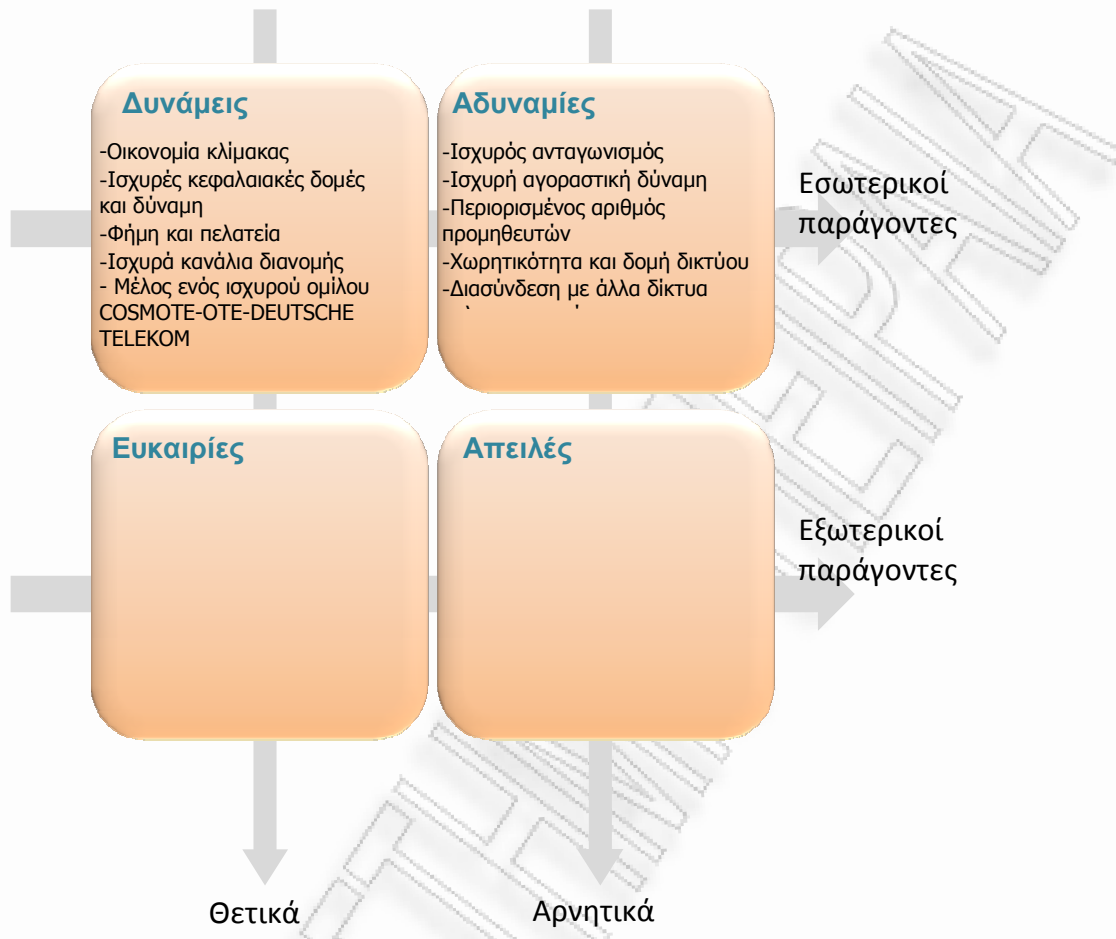 Δυνάμεις
-Οικονομία κλίμακας
-Ισχυρές κεφαλαιακές δομές
και δύναμη
-Φήμη και πελατεία
-Ισχυρά κανάλια διανομής
- Μέλος ενός ισχυρού ομίλου
COSMOTE-OTE-DEUTSCHE
TELEKOM
Αδυναμίες
-Ισχυρός ανταγωνισμός
-Ισχυρή αγοραστική δύναμη
-Περιορισμένος αριθμός
προμηθευτών
-Χωρητικότητα και δομή δικτύου
-Διασύνδεση με άλλα δίκτυα
Εσωτερικοί
παράγοντες
Ευκαιρίες
Απειλές
Εξωτερικοί
παράγοντες
Θετικά
Αρνητικά